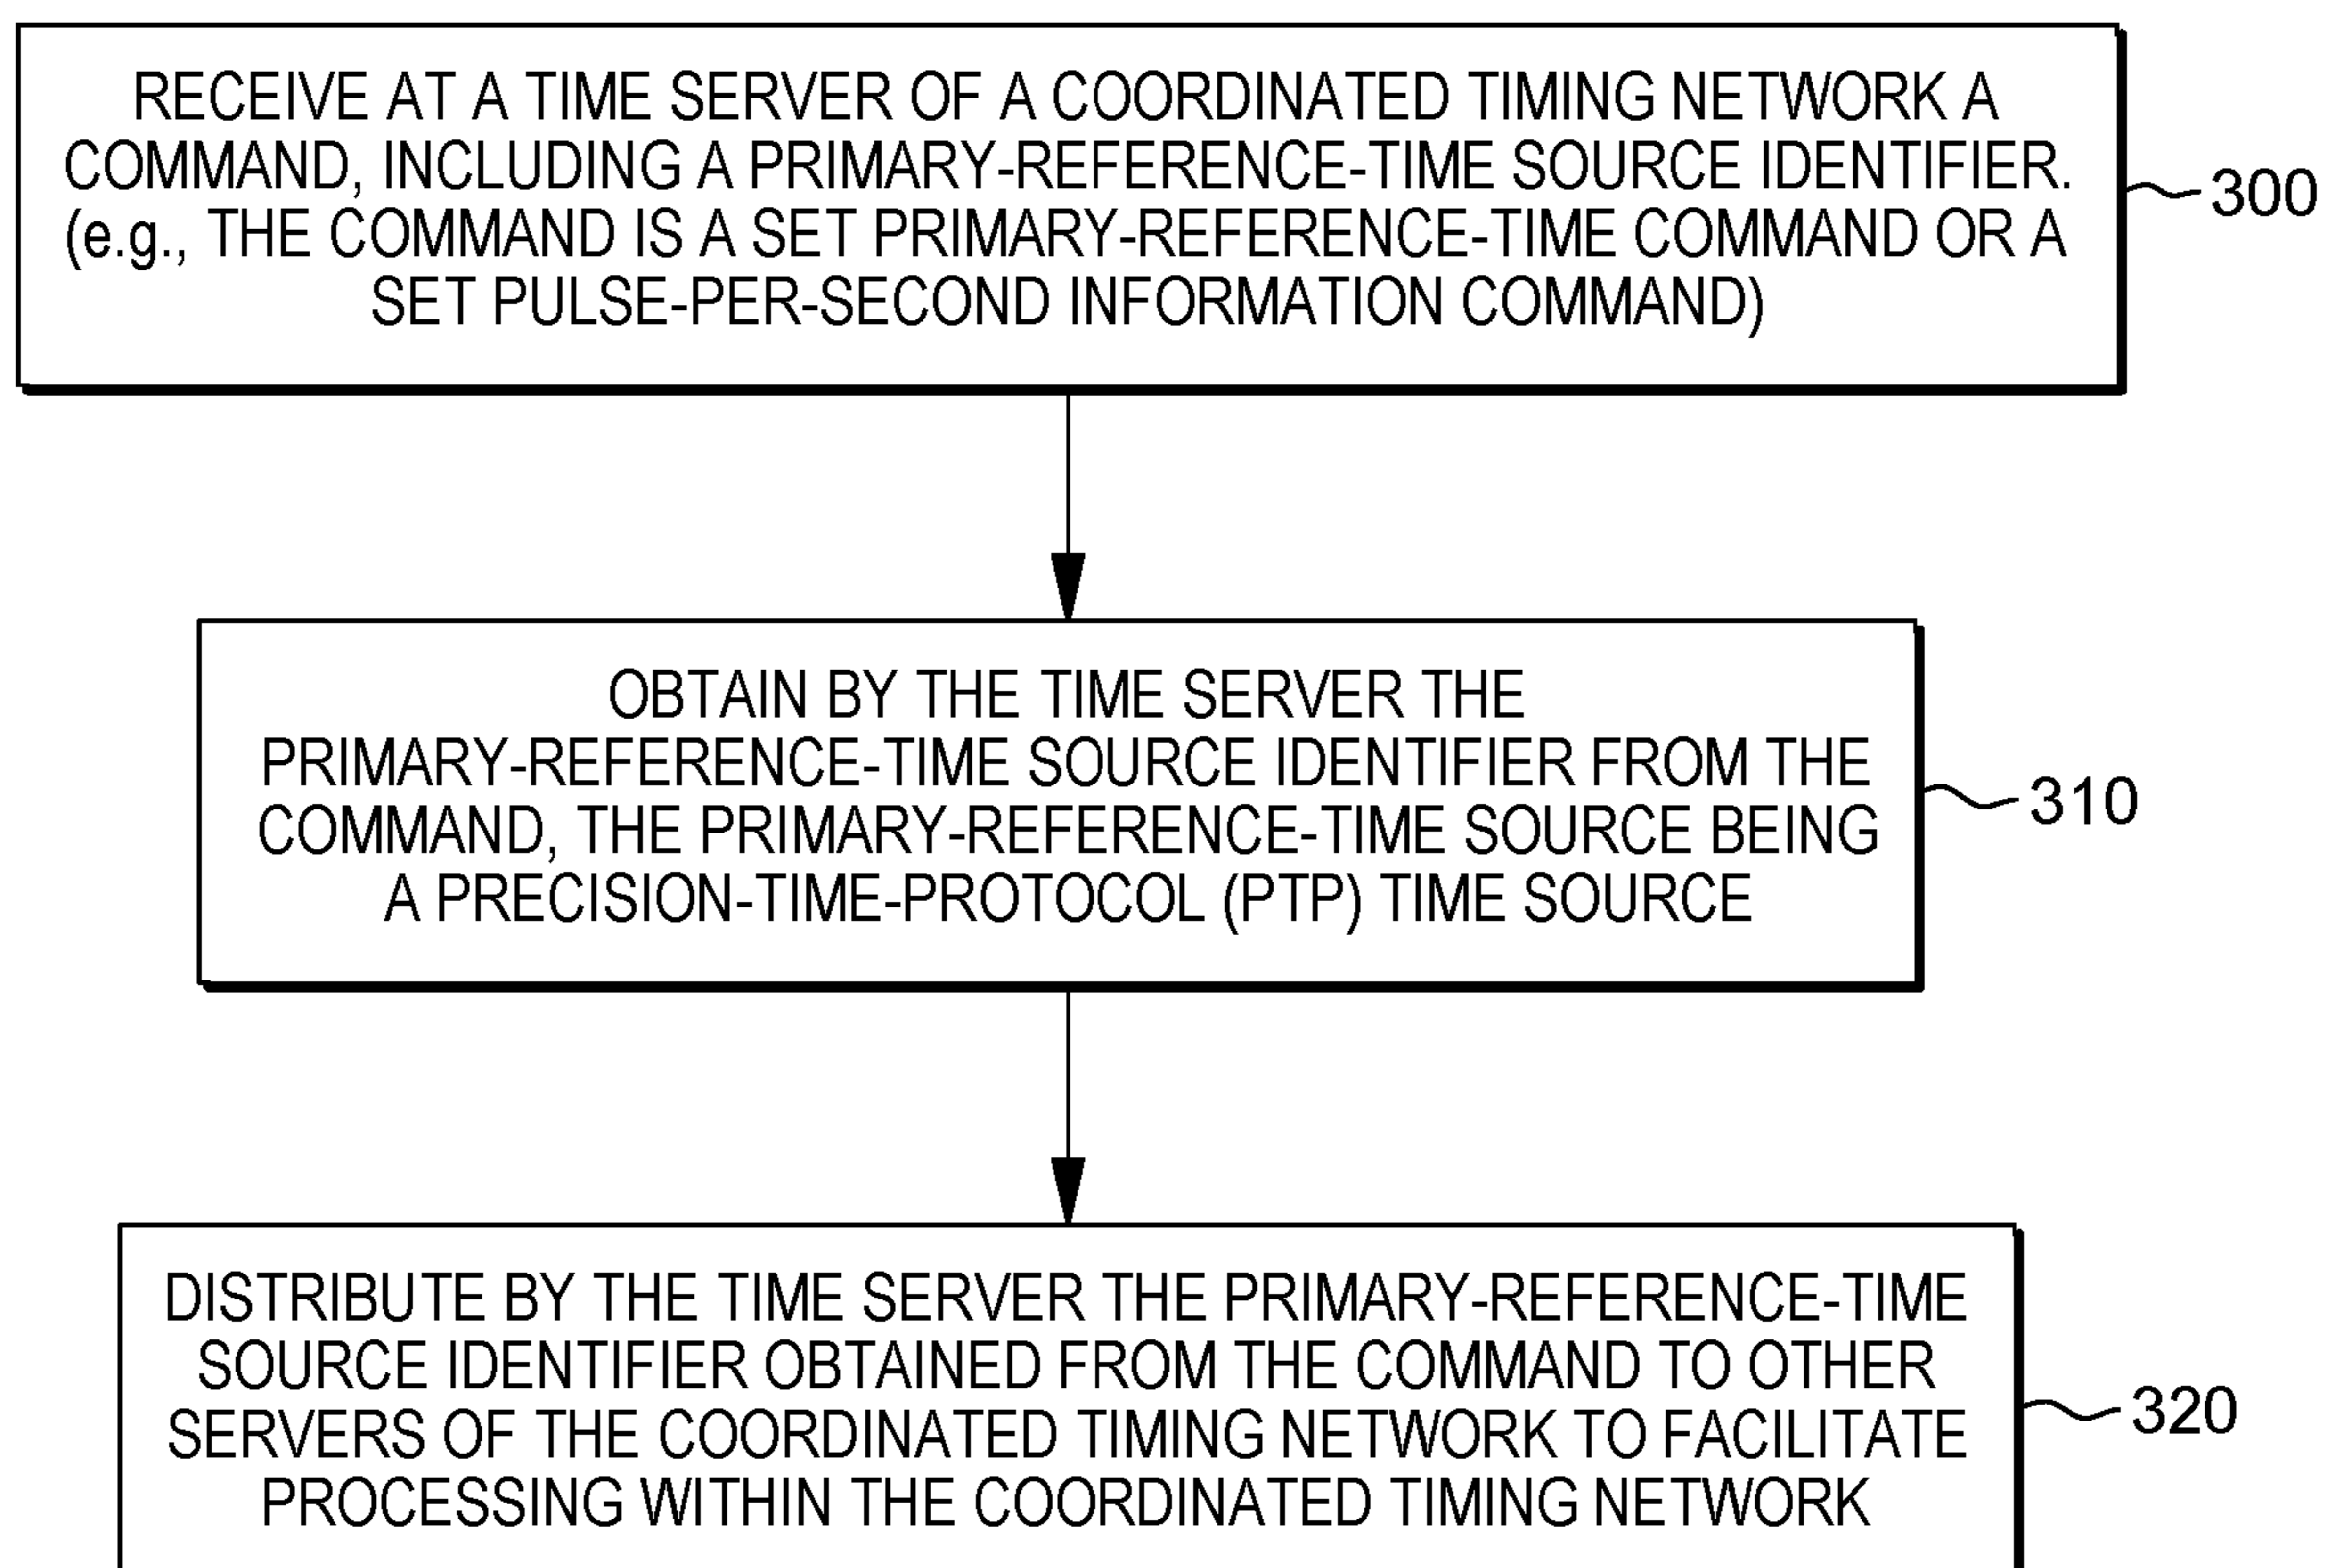 RECEIVE AT A TIME SERVER OF A COORDINATED TIMING NETWORK A
COMMAND, INCLUDING A PRIMARY-REFERENCE-TIME SOURCE IDENTIFIER.
(e.g., THE COMMAND IS A SET PRIMARY-REFERENCE-TIME COMMAND OR A
SET PULSE-PER-SECOND INFORMATION COMMAND)
300
OBTAIN BY THE TIME SERVER THE
PRIMARY-REFERENCE-TIME SOURCE IDENTIFIER FROM THE
COMMAND, THE PRIMARY-REFERENCE-TIME SOURCE BEING
A PRECISION-TIME-PROTOCOL (PTP) TIME SOURCE
310
DISTRIBUTE BY THE TIME SERVER THE PRIMARY-REFERENCE-TIME
SOURCE IDENTIFIER OBTAINED FROM THE COMMAND TO OTHER
SERVERS OF THE COORDINATED TIMING NETWORK TO FACILITATE
PROCESSING WITHIN THE COORDINATED TIMING NETWORK
320